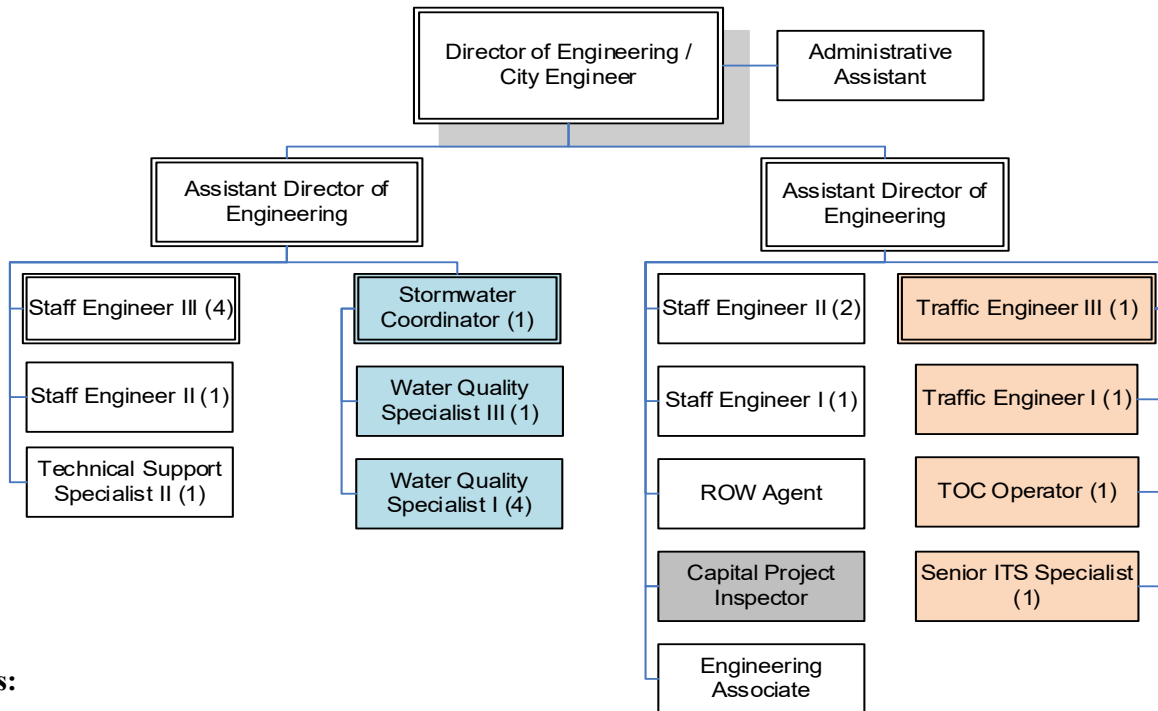 Director of Engineering /
City Engineer
Administrative
Assistant
Assistant Director of
Engineering
Assistant Director of
Engineering
Staff Engineer III (4)
Stormwater
Coordinator (1)
Staff Engineer II (2)
Traffic Engineer III (1)
Staff Engineer II (1)
Water Quality
Specialist III (1)
Staff Engineer I (1)
Traffic Engineer I (1)
Technical Support
Specialist II (1)
Water Quality
Specialist I (4)
ROW Agent
TOC Operator (1)
Capital Project
Inspector
Senior ITS Specialist
(1)
Engineering
Associate
s: